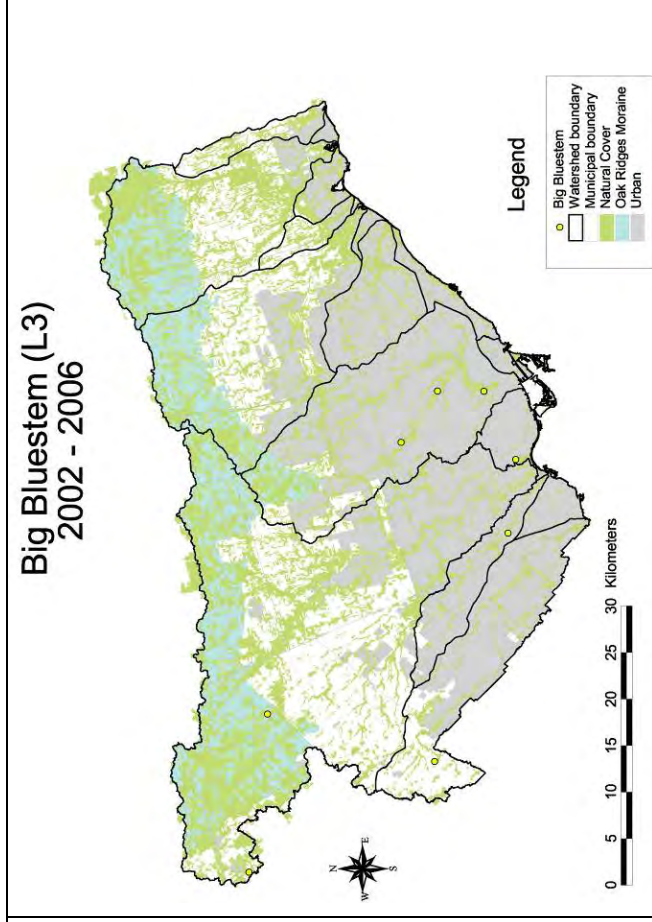 Big Bluestem (L3)
2002 - 2006
N
W
E
S
0 5 10 15 20 25 30 Kilometers
Legend
Big Bluestem
Watershed boundary
Municipal boundary
Natural Cover
Oak Ridges Moraine
Urban